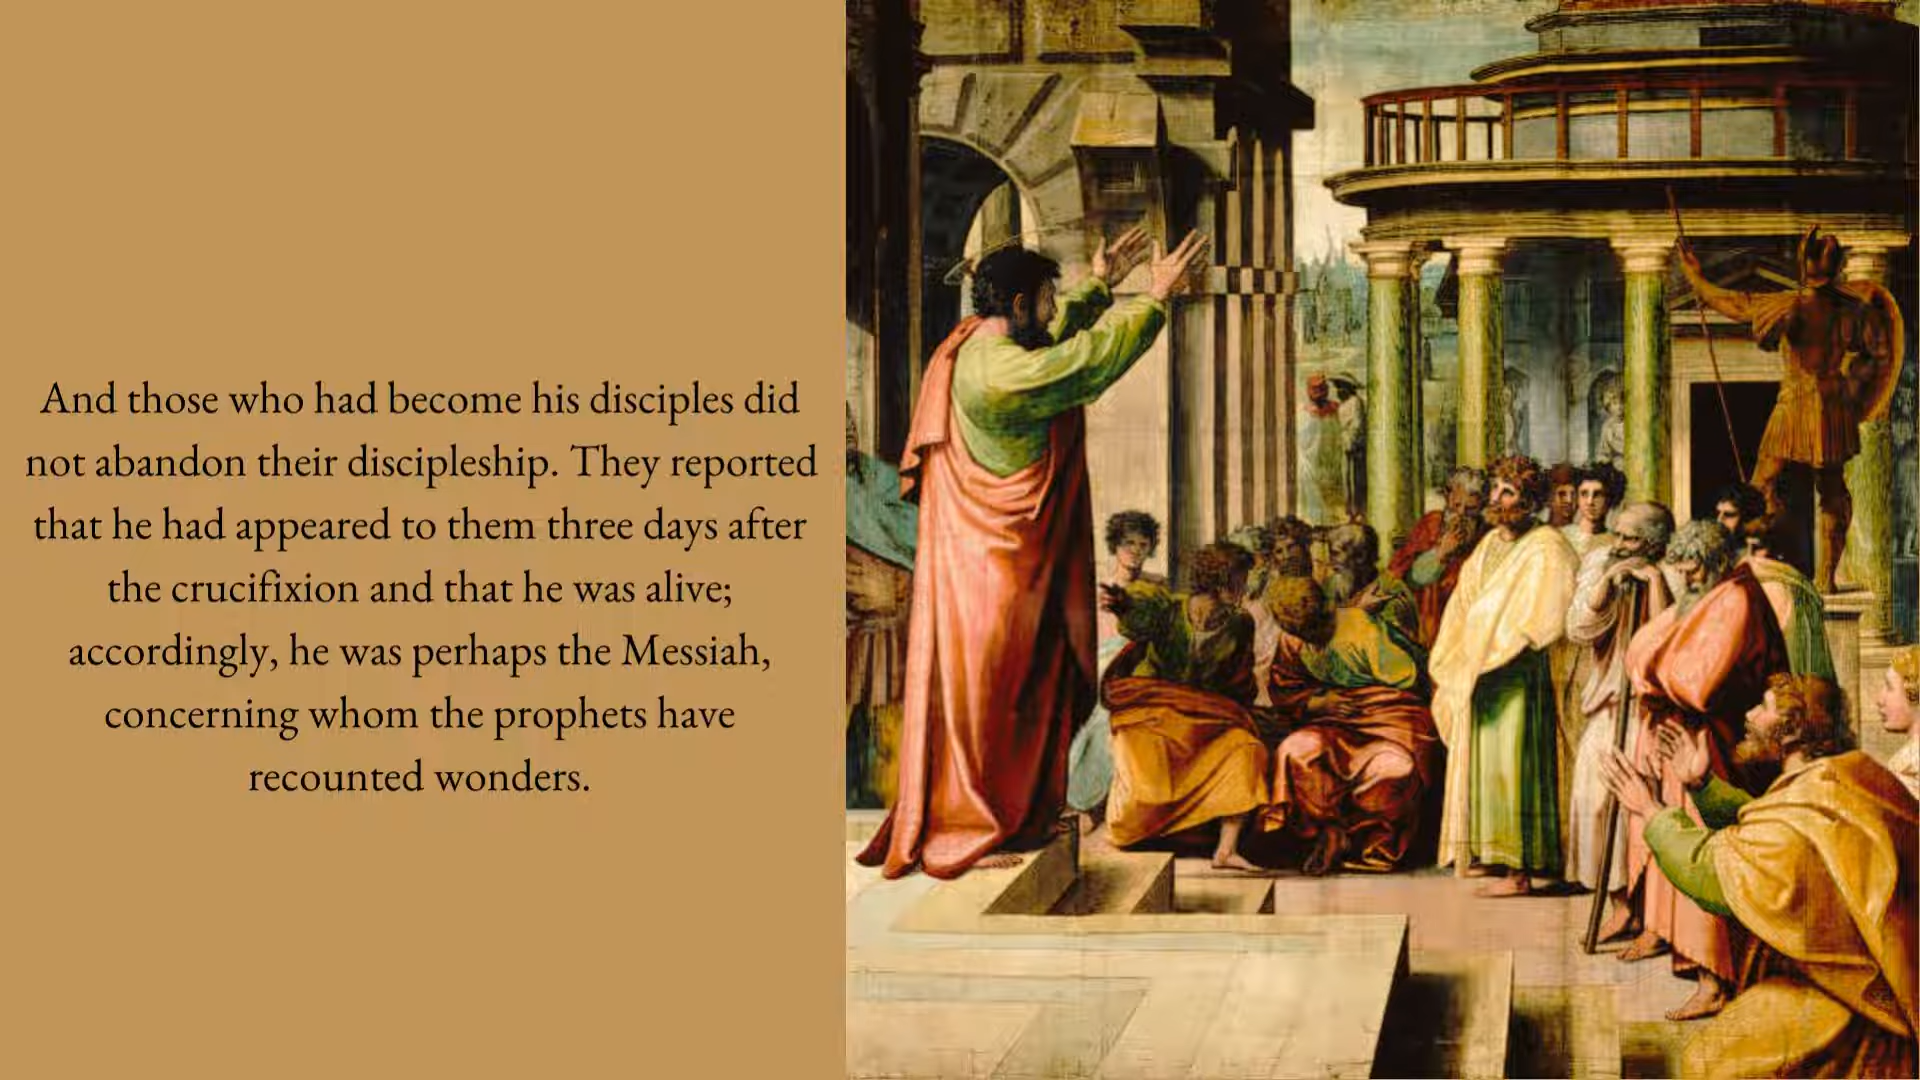 And those who had become his disciples did
not abandon their discipleship. They reported
that he had appeared to them three days after
the crucifixion and that he was alive;
accordingly, he was perhaps the Messiah,
concerning whom the prophets have
recounted wonders.